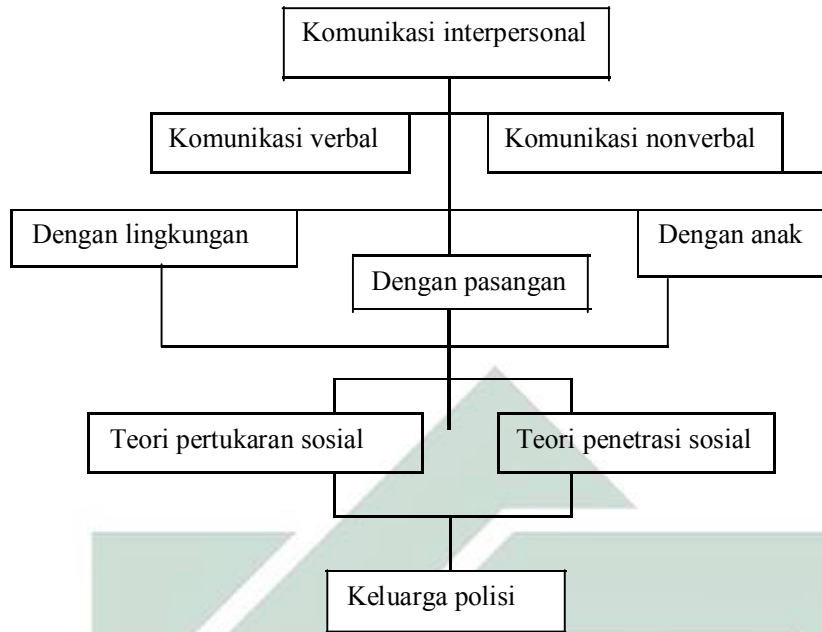 Komunikasi interpersonal
Komunikasi verbal
Komunikasi nonverbal
Dengan lingkungan
Dengan anak
Dengan pasangan
Teori pertukaran sosial
Teori penetrasi sosial
Keluarga polisi